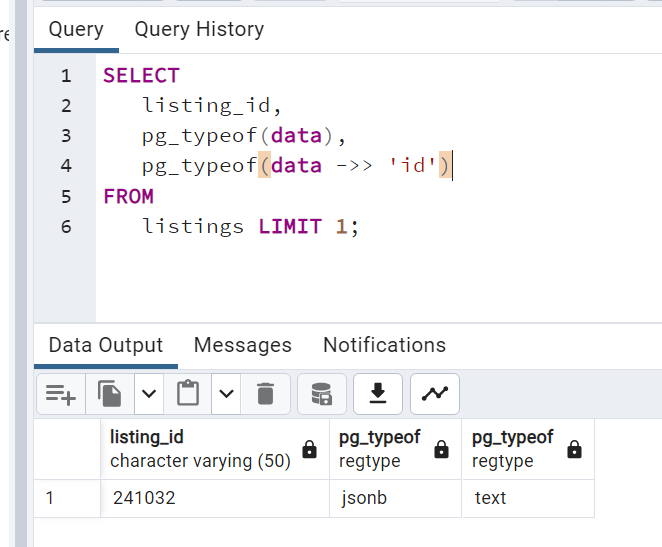 re
Query Query History
1 SELECT
2 listing_id,
3 pg_typeof(data),
4 pg_typeof(data ->> 'id')
5 FROM
6 listings LIMIT 1;
Data Output Messages Notifications
listing_id pg_typeof pg_typeof
character varying (50) regtype regtype
1 241032 jsonb text